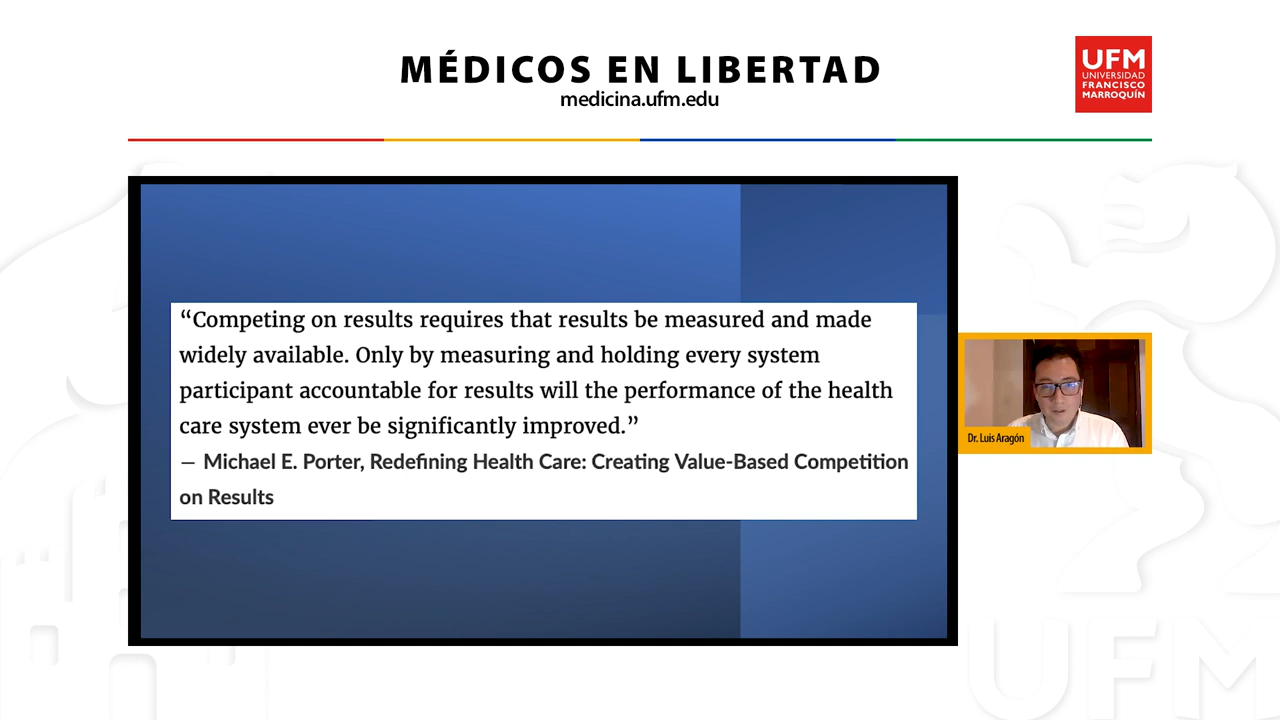 MÉDICOS EN LIBERTAD
medicina.ufm.edu
UFM
UNIVERSIDAD
FRANCISCO
MARROQUÍN
“Competing on results requires that results be measured and made
widely available. Only by measuring and holding every system
participant accountable for results will the performance of the health
care system ever be significantly improved.”
— Michael E. Porter, Redefining Health Care: Creating Value-Based Competition
on Results
Dr. Luis Aragón
UFM